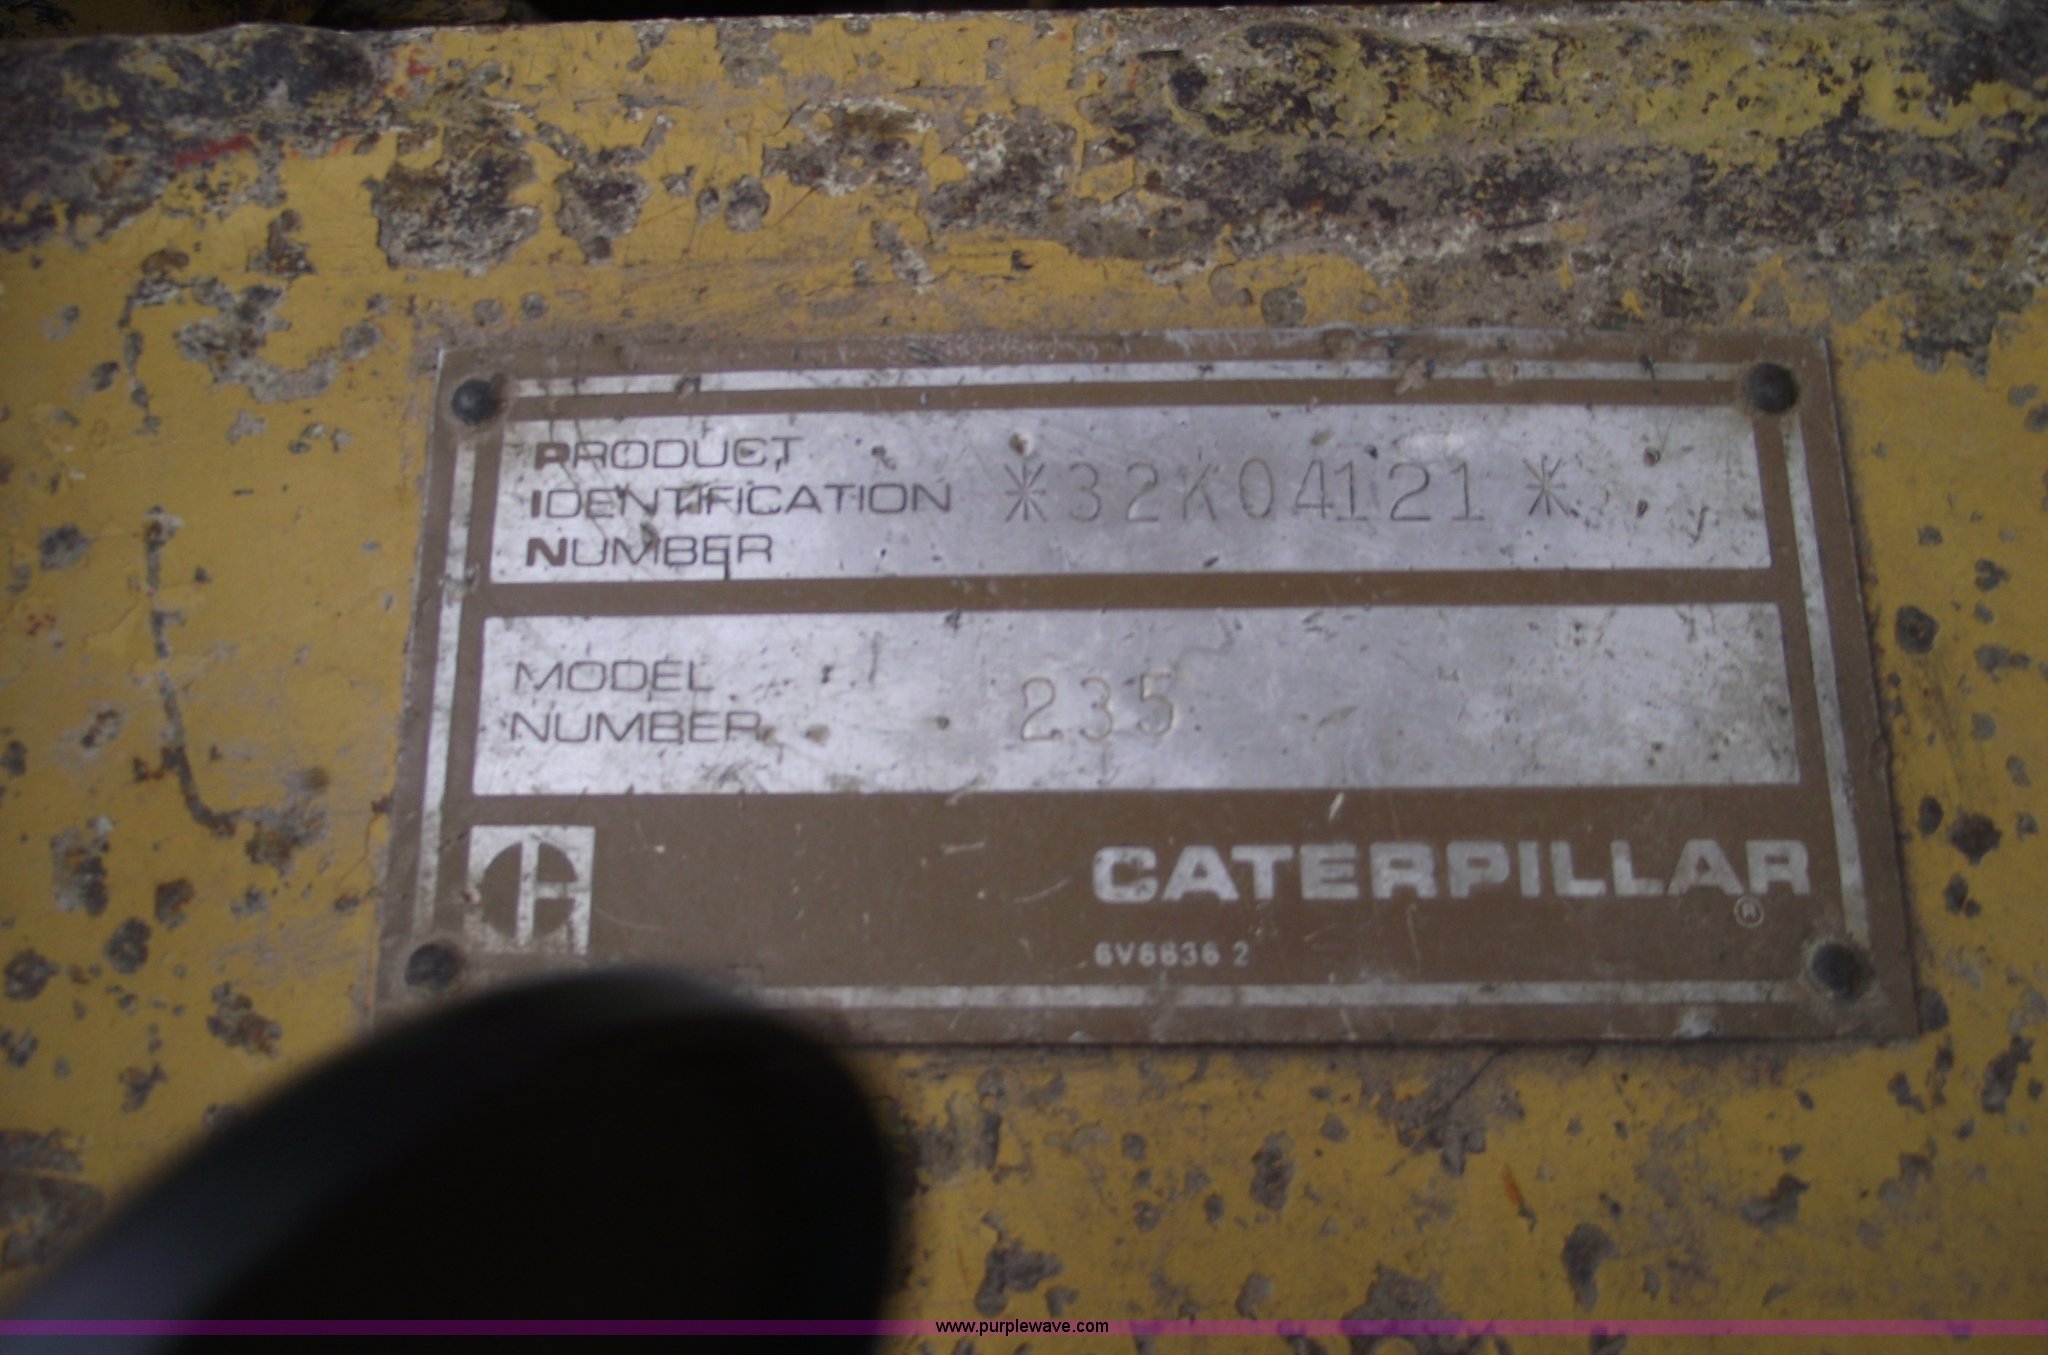 PRODUCT
IDENTIFICATION
NUMBER
*32K04121*
MODEL
NUMBER
235
CATERPILLAR
®
6V6636 2
www.purplewave.com